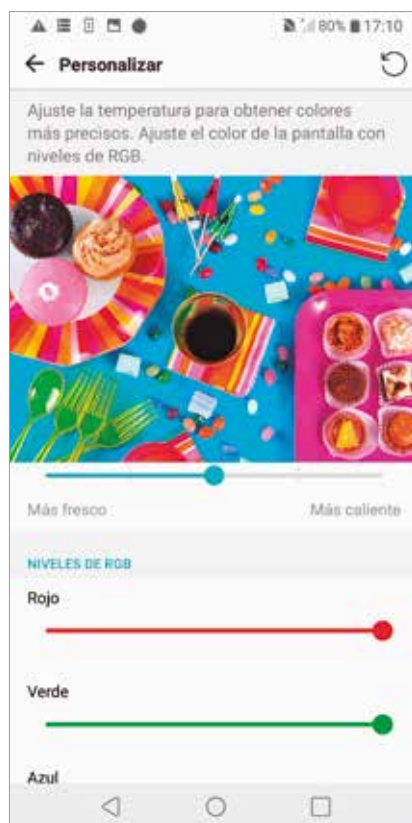 80% 17:10
Personalizar
Ajuste la temperatura para obtener colores
más precisos. Ajuste el color de la pantalla con
niveles de RGB.
Más fresco Más caliente
NIVELES DE RGB
Rojo
Verde
Azul